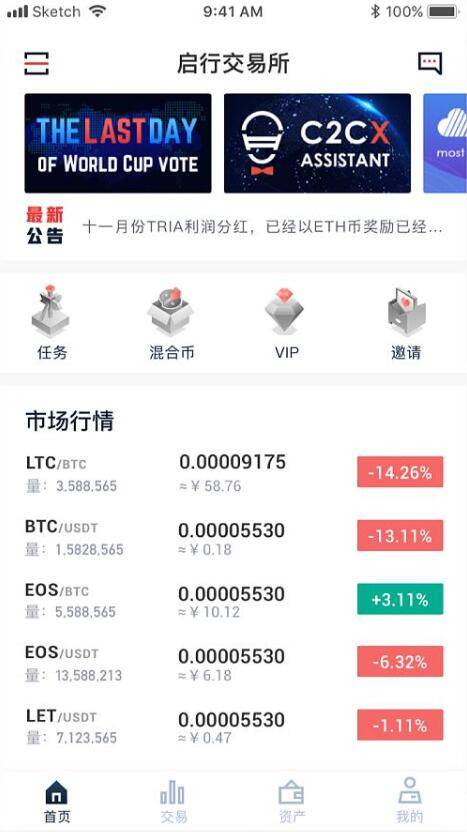 Sketch 9:41 AM 100%
启行交易所
THE LAST DAY
OF WORLD CUP VOTE
C2CX
ASSISTANT
most
最新
公告
十一月份TRIA利润分红，已经以ETH币奖励已经...
任务 混合币 VIP 邀请
市场行情
LTC/BTC 0.00009175 -14.26%
量：3,588,565 ≈¥58.76
BTC/USDT 0.00005530 -13.11%
量：1.5828,565 ≈¥0.18
EOS/BTC 0.00005530 +3.11%
量：5,588,565 ≈¥10.12
EOS/USDT 0.00005530 -6.32%
量：13,588,213 ≈¥6.18
LET/USDT 0.00005530 -1.11%
量：7,123,565 ≈¥0.47
首页 交易 资产 我的